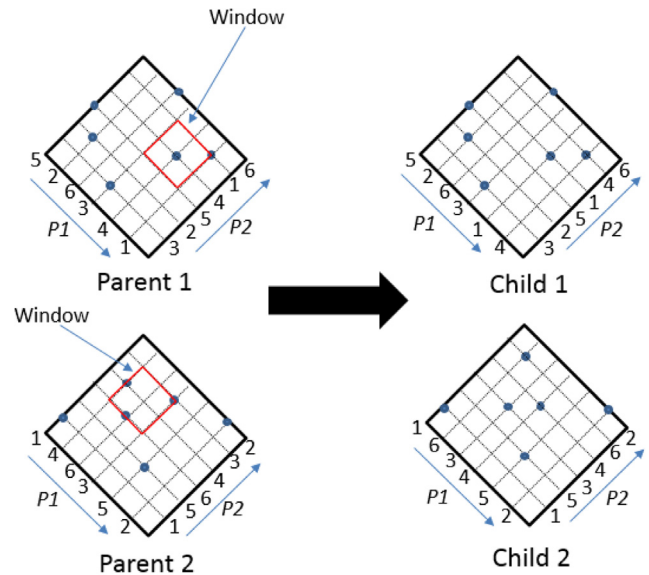 Window
5 2 6 3 4 1
P1
3 2 5 4 1 6
P2
Parent 1
5 2 6 3 1 4
P1
3 2 5 1 4 6
P2
Child 1
Window
1 4 6 3 5 2
P1
1 5 6 4 3 2
P2
Parent 2
1 6 3 4 5 2
P1
1 5 3 4 6 2
P2
Child 2